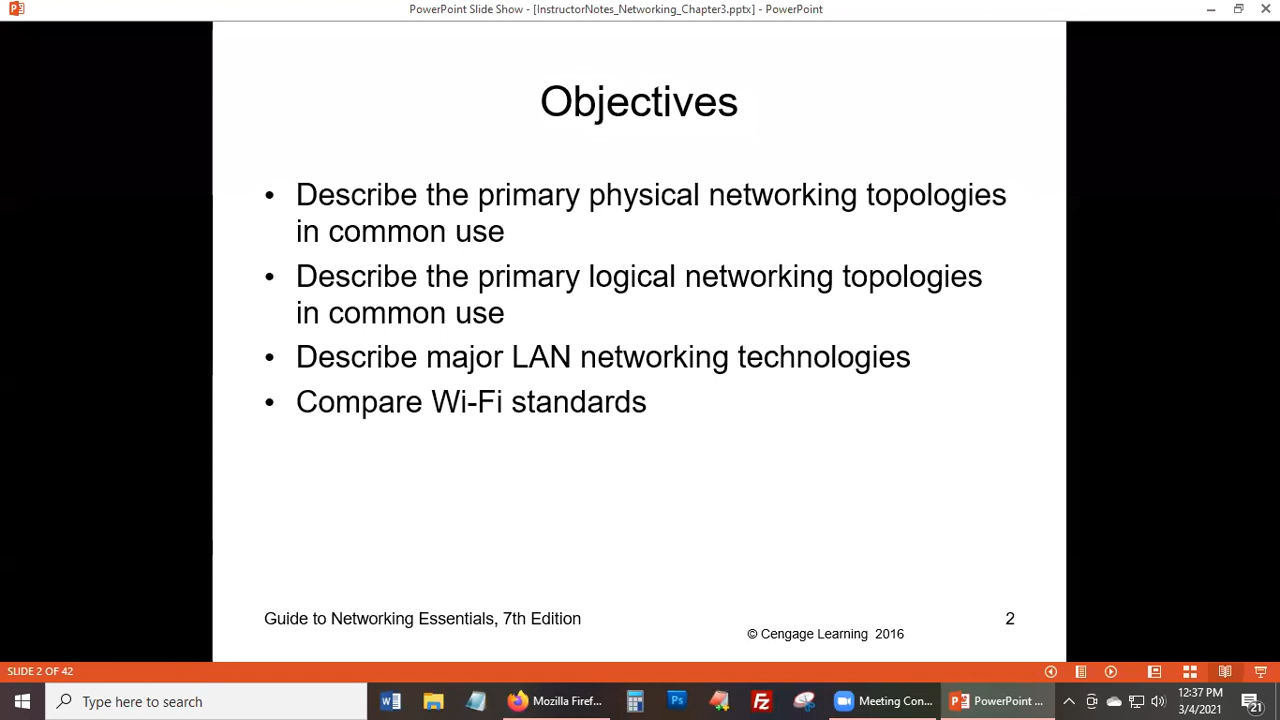 PowerPoint Slide Show - [InstructorNotes_Networking_Chapter3.pptx] - PowerPoint
Objectives
• Describe the primary physical networking topologies
in common use
• Describe the primary logical networking topologies
in common use
• Describe major LAN networking technologies
• Compare Wi-Fi standards
Guide to Networking Essentials, 7th Edition
2
© Cengage Learning 2016
SLIDE 2 OF 42
Type here to search
Mozilla Firef...
Meeting Con...
PowerPoint ...
12:37 PM
3/4/2021
21